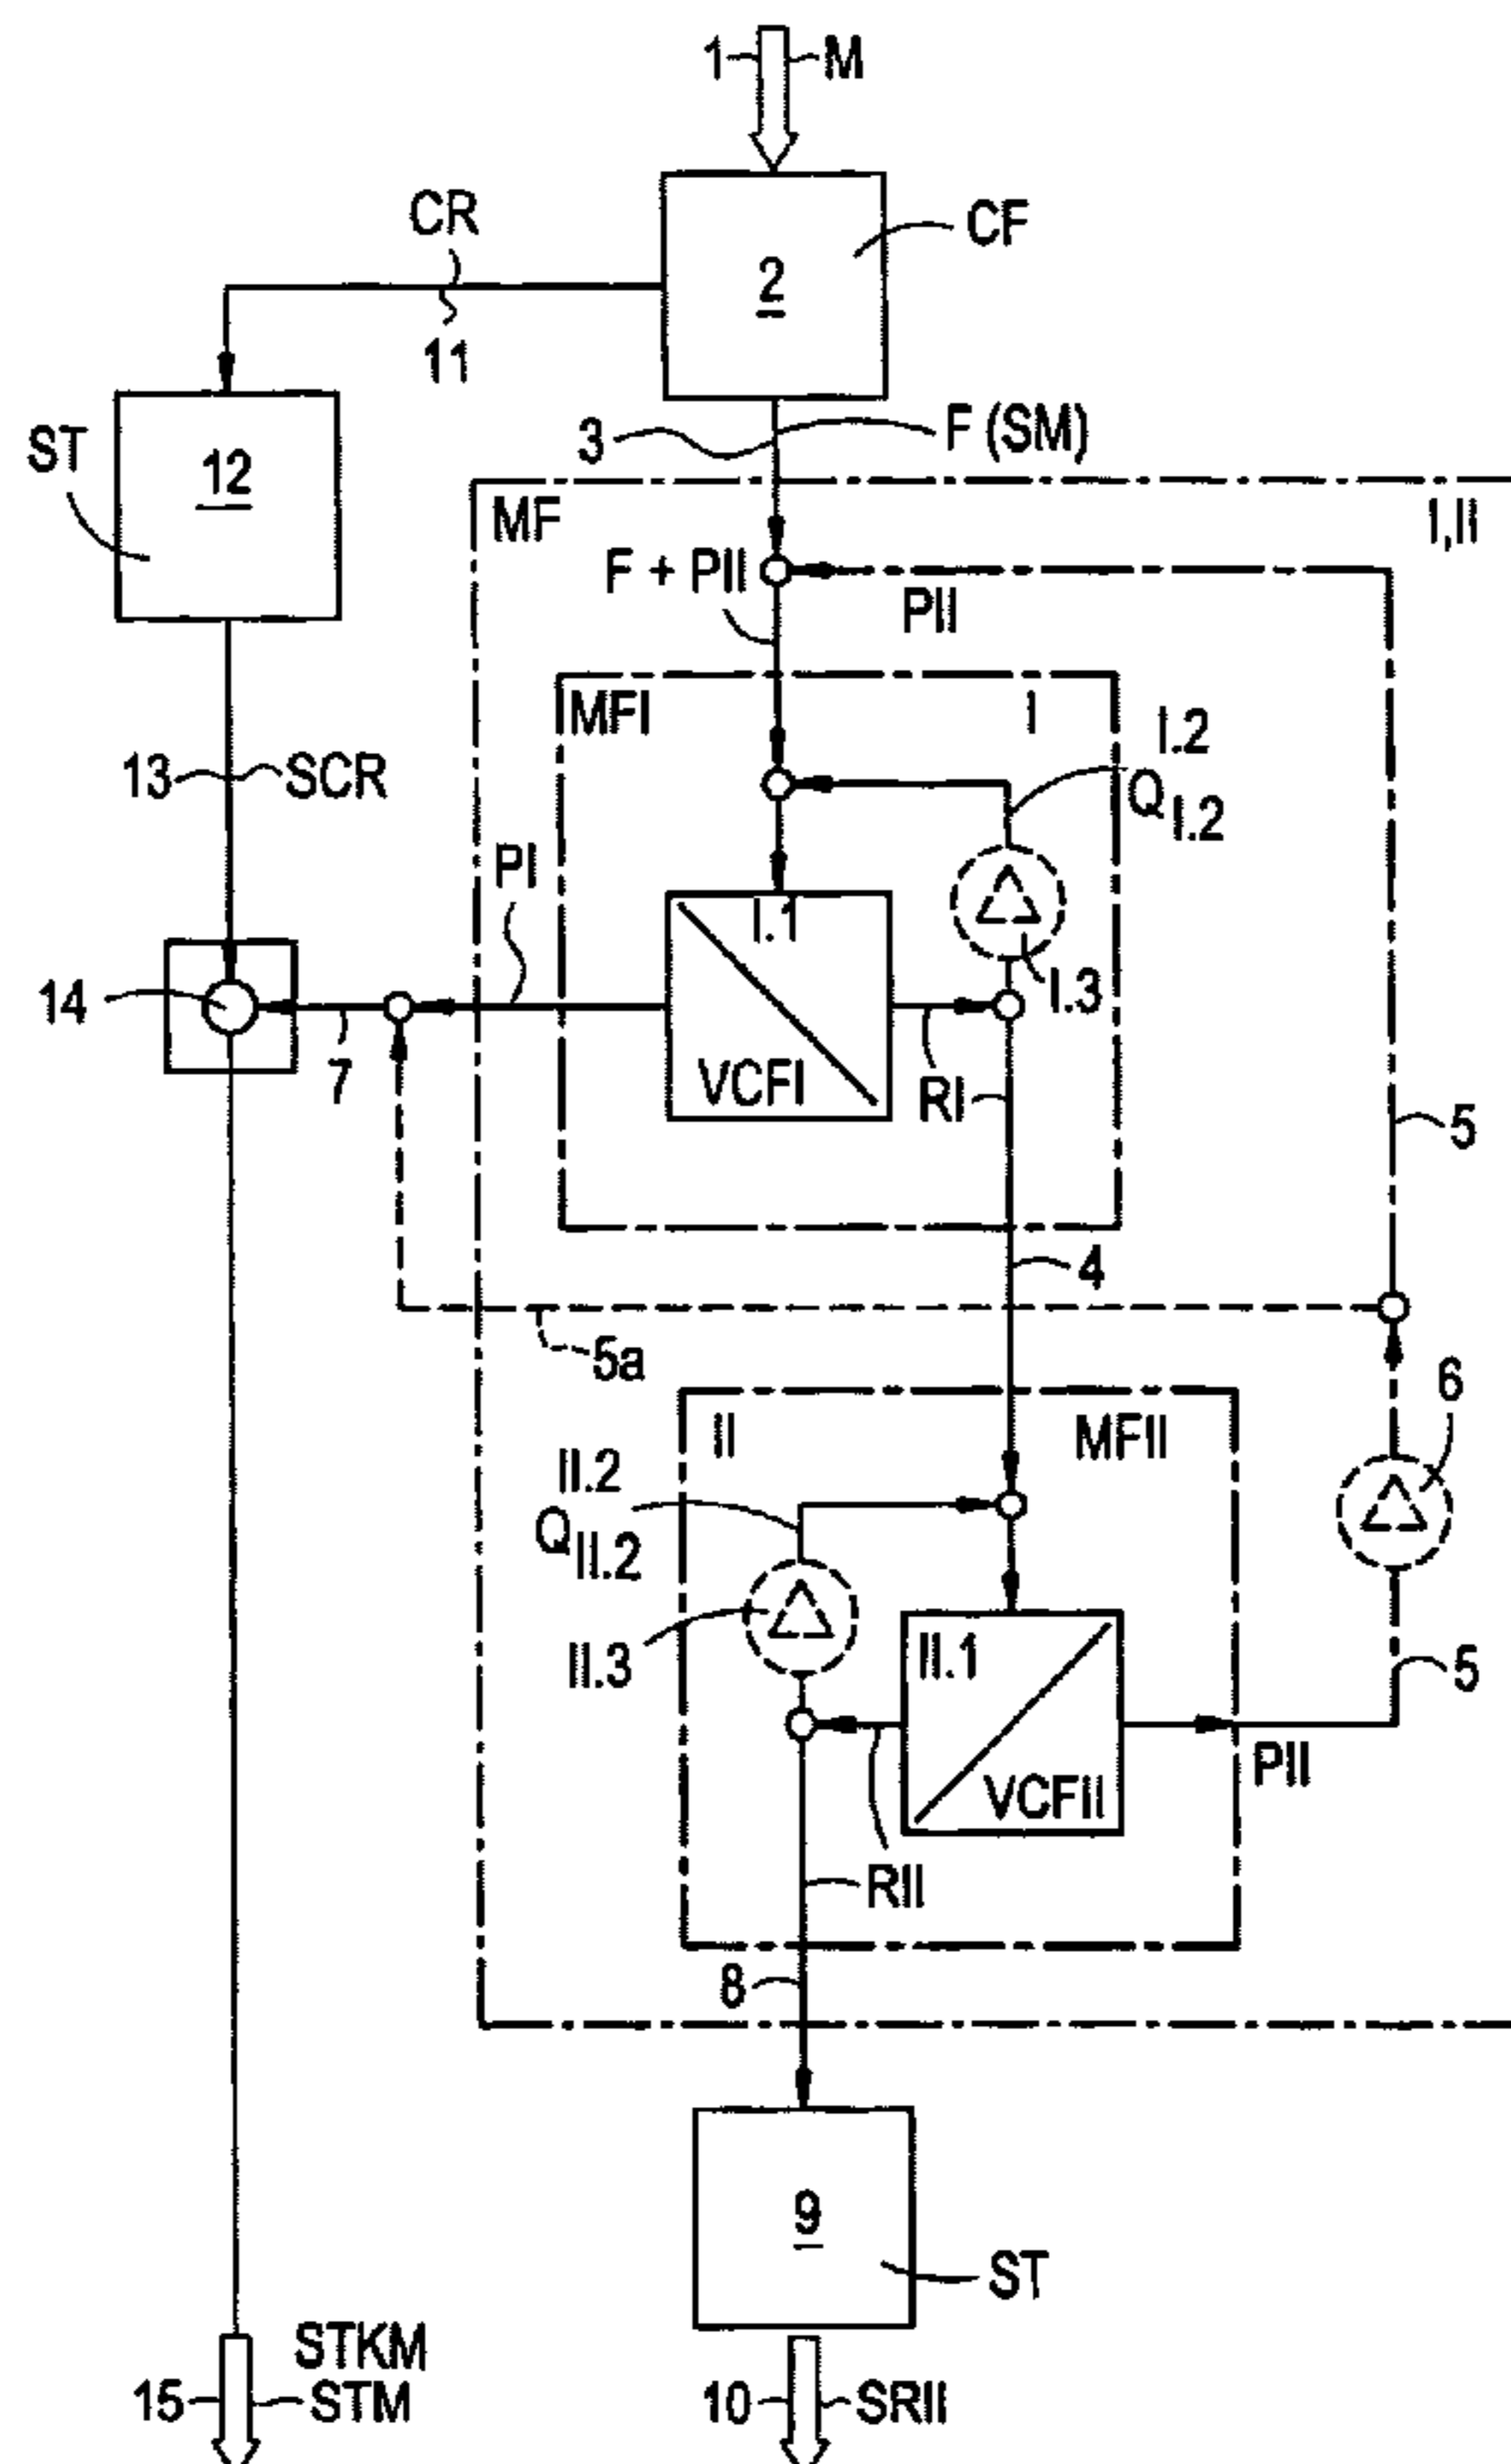 1
M
CR
CF
2
11
3
F (SM)
ST
12
MF
I,II
F + PII
PII
MFI
I
I.2
Q I.2
13
SCR
PI
I.1
I.3
14
7
VCFI
RI
5
4
5a
6
II
MFII
II.2
Q II.2
II.3
II.1
5
PII
VCFII
RII
8
9
ST
STKM
15
STM
10
SRII